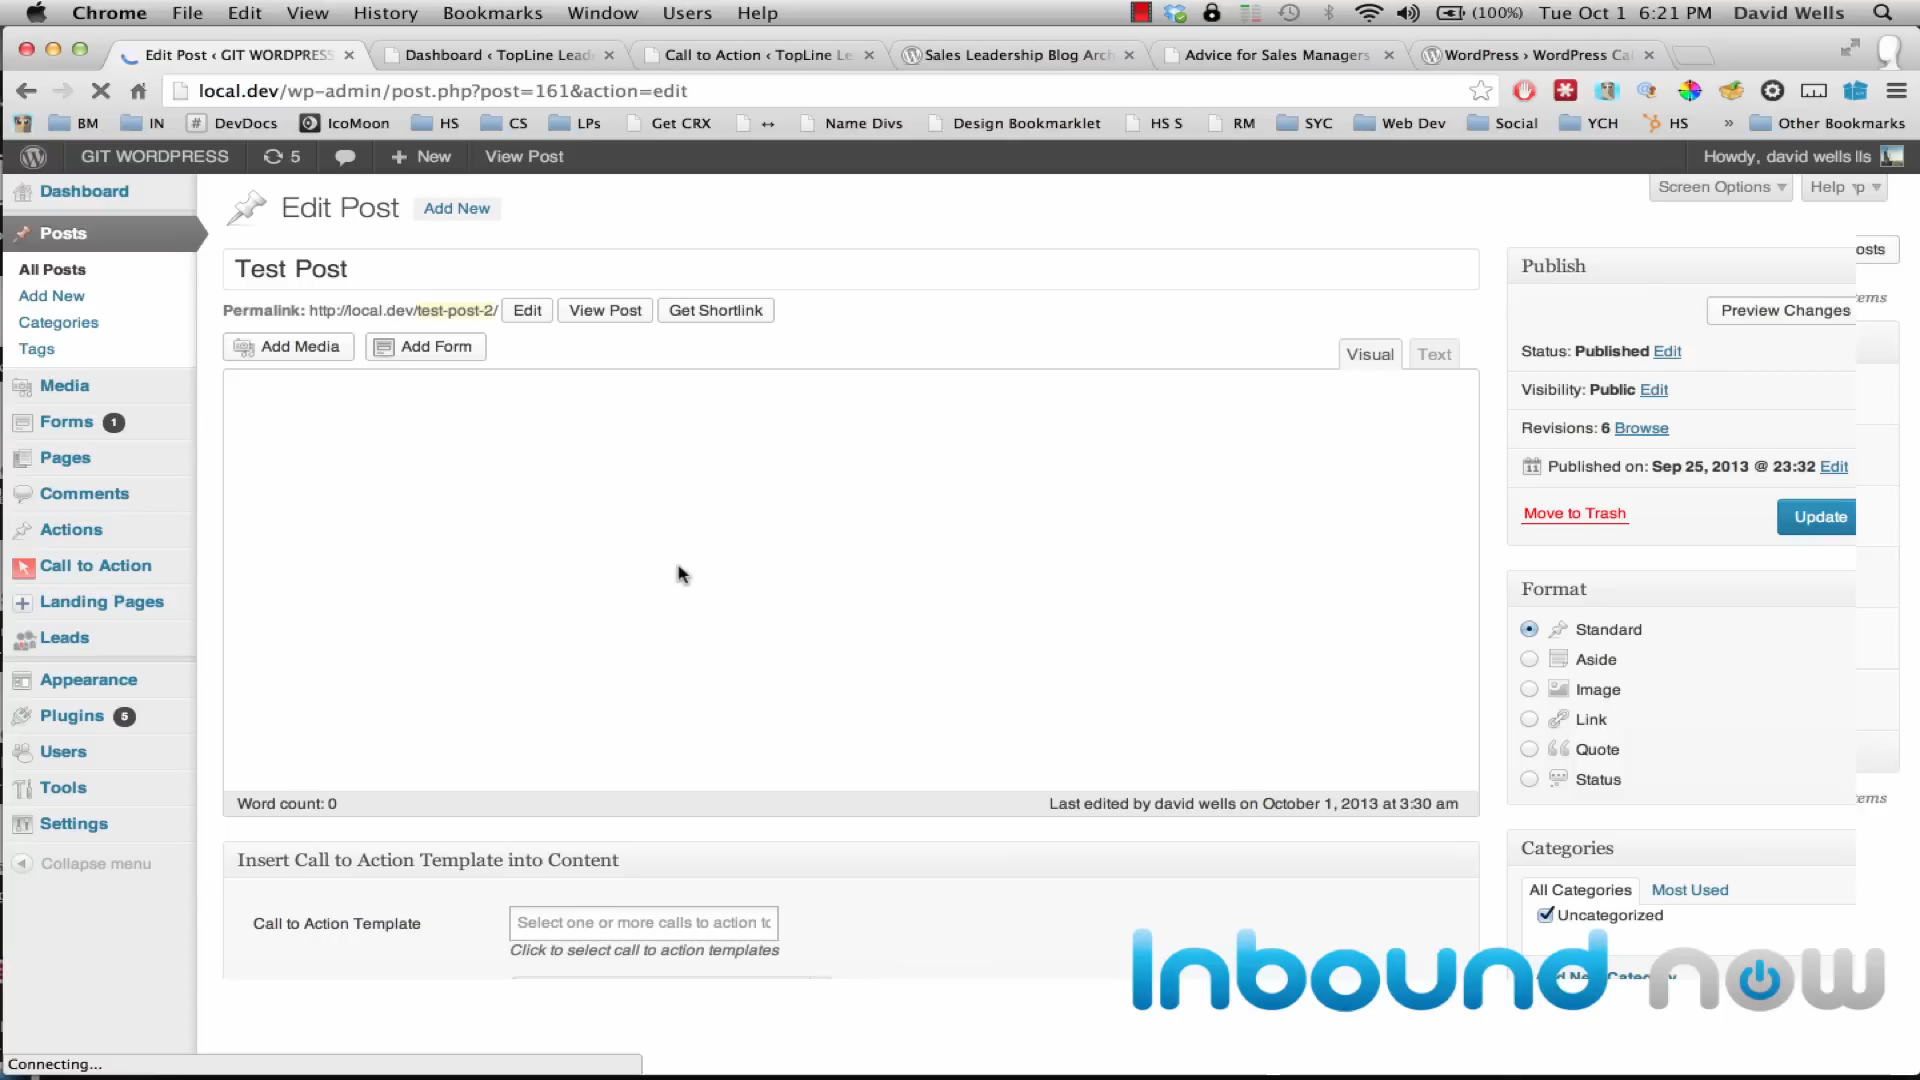 Chrome File Edit View History Bookmarks Window Users Help (100%) Tue Oct 1 6:21 PM David Wells
Edit Post ‹ GIT WORDPRESS Dashboard ‹ TopLine Lead Call to Action ‹ TopLine Le Sales Leadership Blog Arch Advice for Sales Managers WordPress › WordPress Ca
local.dev/wp-admin/post.php?post=161&action=edit
BM IN DevDocs IcoMoon HS CS LPs Get CRX ↔ Name Divs Design Bookmarklet HS S RM SYC Web Dev Social YCH HS » Other Bookmarks
GIT WORDPRESS 5 + New View Post Howdy, david wells lls
Screen Options Help p
Dashboard
Posts
All Posts
Add New
Categories
Tags
Media
Forms 1
Pages
Comments
Actions
Call to Action
Landing Pages
Leads
Appearance
Plugins 5
Users
Tools
Settings
Collapse menu
Edit Post Add New
Test Post
Permalink: http://local.dev/test-post-2/ Edit View Post Get Shortlink
Add Media Add Form
Visual Text
Word count: 0 Last edited by david wells on October 1, 2013 at 3:30 am
Insert Call to Action Template into Content
Call to Action Template Select one or more calls to action to
Click to select call to action templates
osts
Publish
ems
Preview Changes
Status: Published Edit
Visibility: Public Edit
Revisions: 6 Browse
11 Published on: Sep 25, 2013 @ 23:32 Edit
Move to Trash Update
Format
Standard
Aside
Image
Link
Quote
Status
ems
Categories
All Categories Most Used
Uncategorized
Inbound now
Connecting...